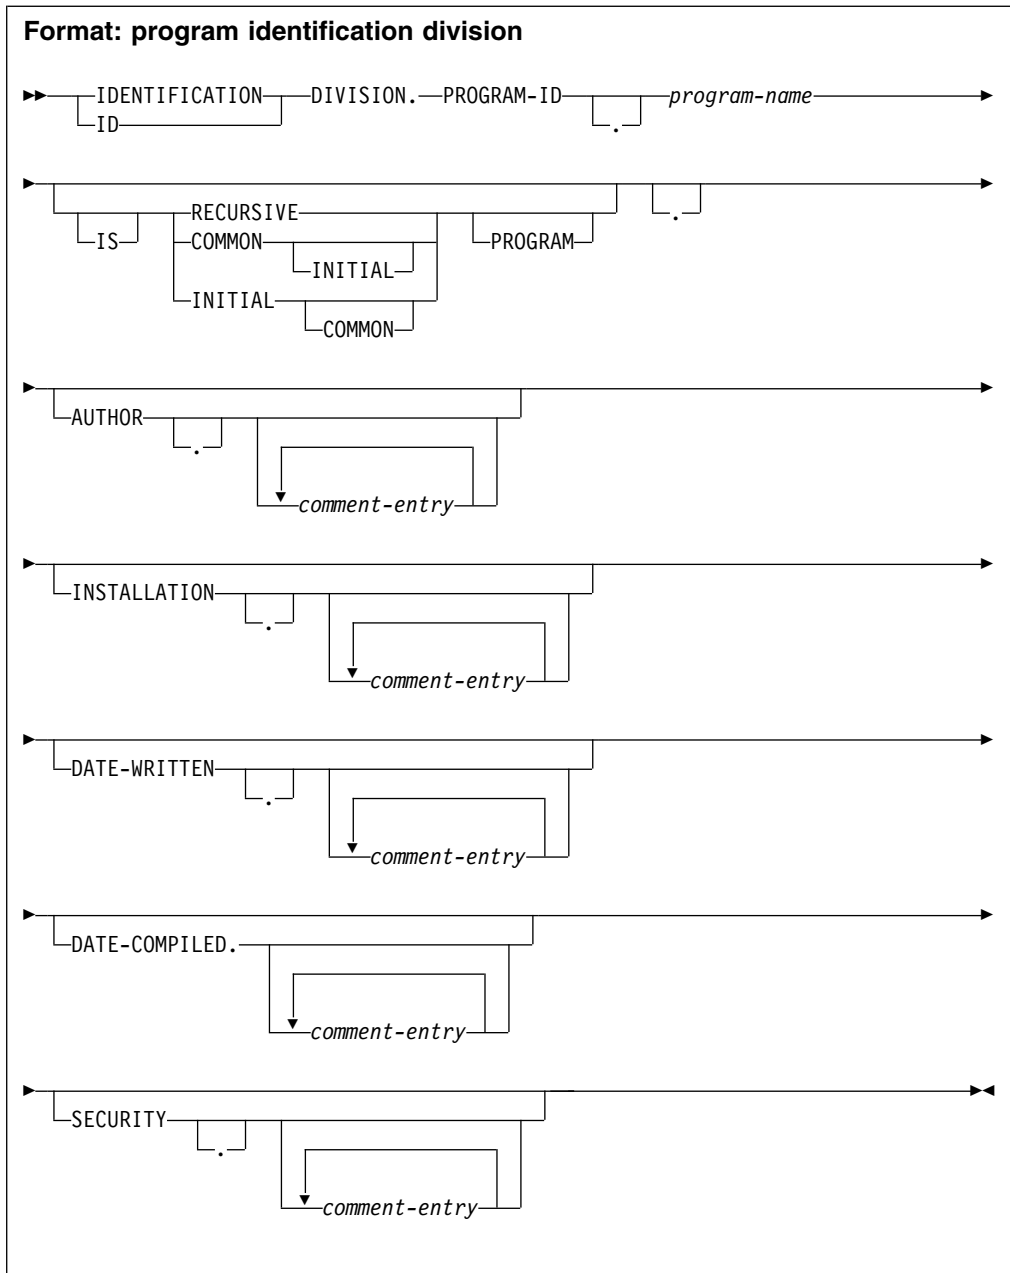 Format: program identification division
IDENTIFICATION DIVISION. PROGRAM-ID program-name
ID .
RECURSIVE .
IS COMMON PROGRAM
INITIAL
INITIAL
COMMON
AUTHOR
.
comment-entry
INSTALLATION
.
comment-entry
DATE-WRITTEN
.
comment-entry
DATE-COMPILED.
comment-entry
SECURITY
.
comment-entry